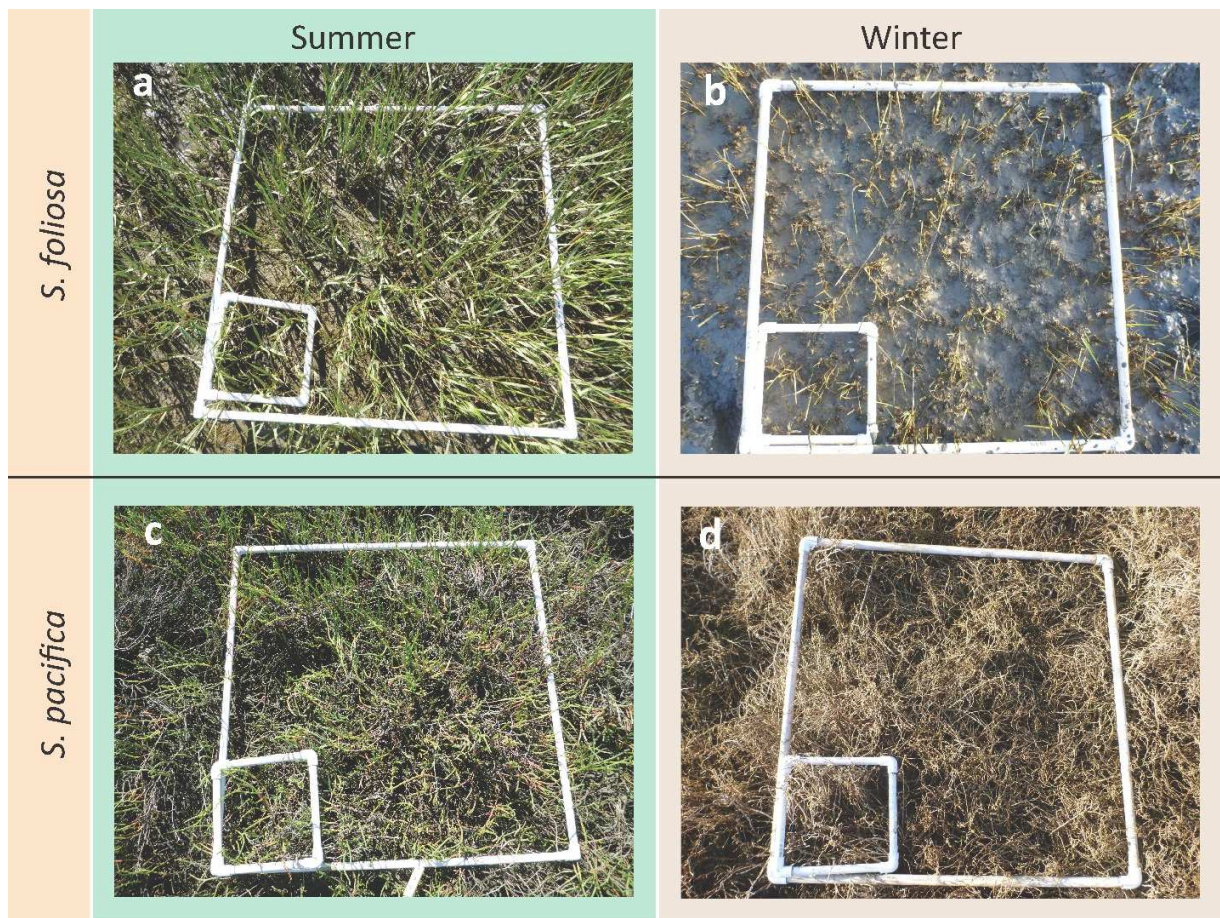 Summer
Winter
S. foliosa
a
b
S. pacifica
c
d